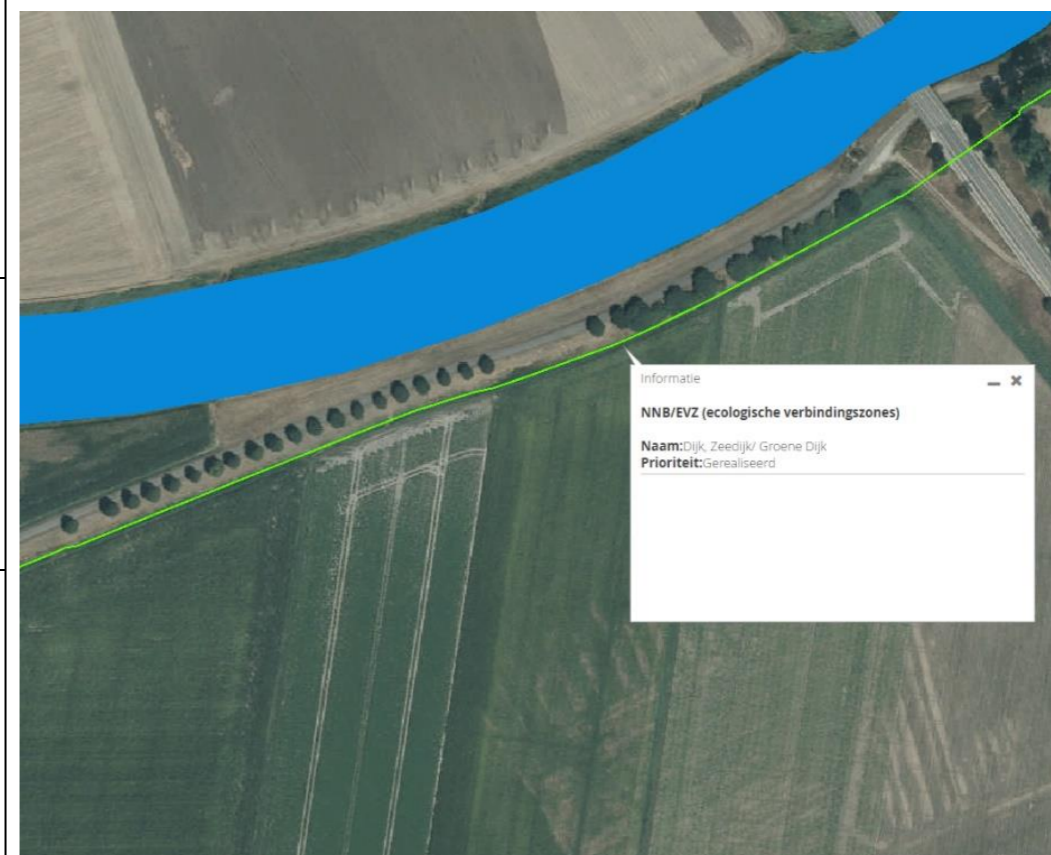 Informatie
NNB/EVZ (ecologische verbindingszones)
Naam:Dijk, Zeedijk/ Groene Dijk
Prioriteit:Gerealiseerd